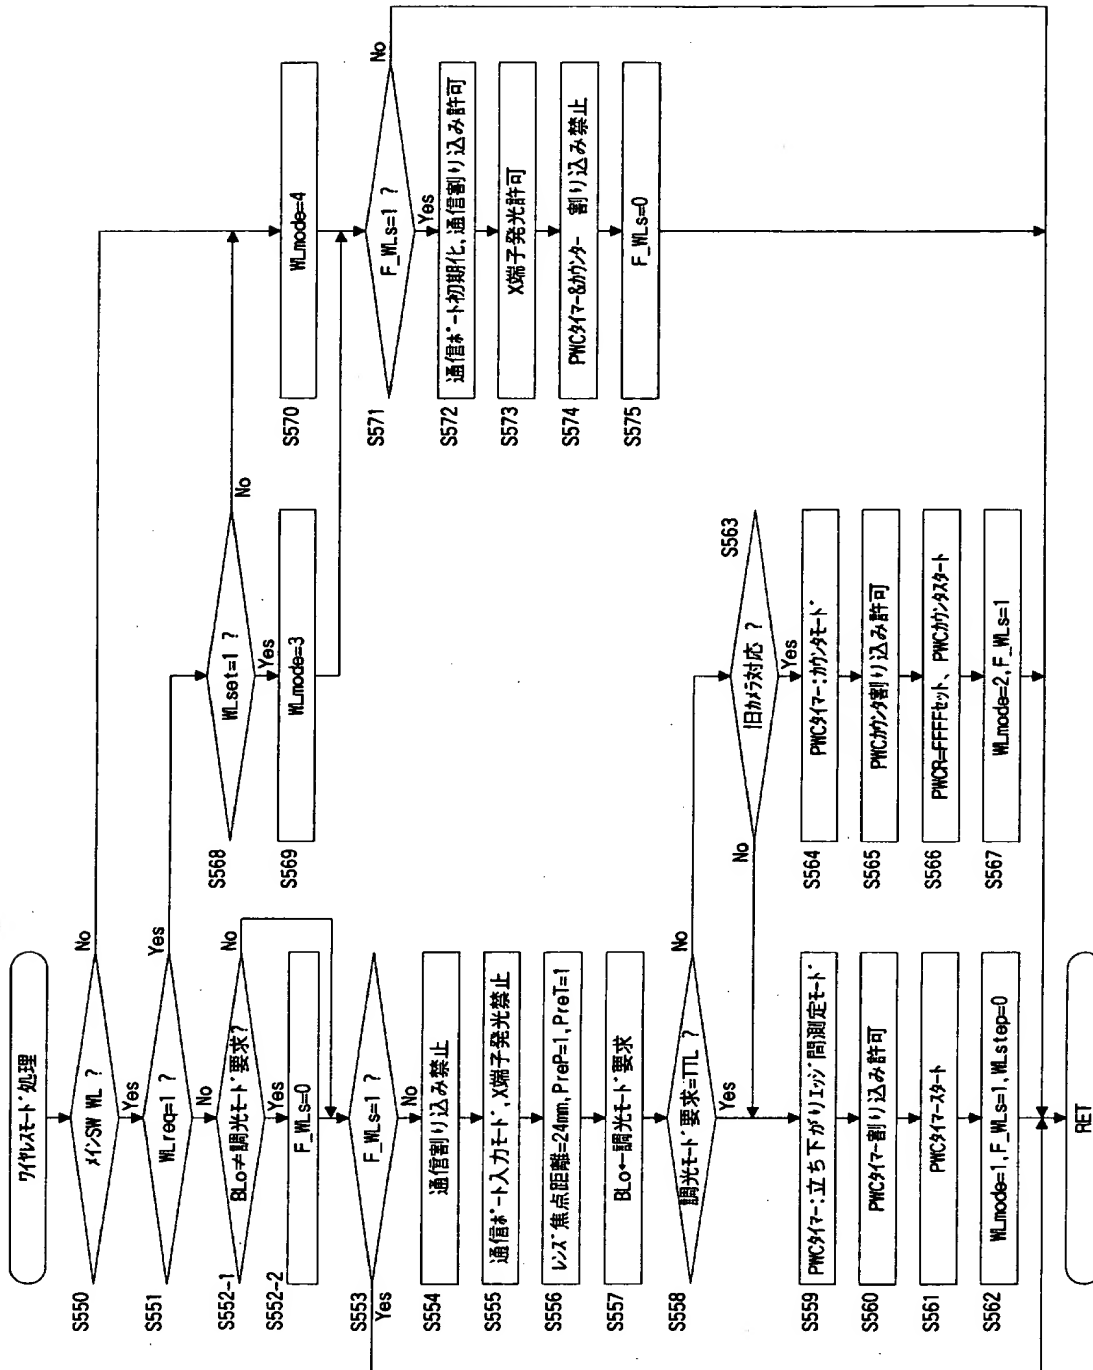 ワイヤレスモード処理
S550
メインSW WL ?
No
Yes
S551
WLreq=1 ?
Yes
No
S552-1
BLo≠調光モード要求?
No
Yes
S552-2
F_WLs=0
S553
F_WLs=1 ?
Yes
No
S554
通信割り込み禁止
S555
通信ポート入力モード,X端子発光禁止
S556
レンズ焦点距離=24mm,PreP=1,PreT=1
S557
BLo←調光モード要求
S558
調光モード要求=TTL ?
No
Yes
S559
PWCタイマー:立ち下がりエッジ間測定モード
S560
PWCタイマー割り込み許可
S561
PWCタイマースタート
S562
WLmode=1,F_WLs=1,WLstep=0
RET
S563
旧カメラ対応 ?
No
Yes
S564
PWCタイマー:カウンタモード
S565
PWCカウンタ割り込み許可
S566
PWCR=FFFFセット、PWCカウンタスタート
S567
WLmode=2,F_WLs=1
S568
WLset=1 ?
No
Yes
S569
WLmode=3
S570
WLmode=4
S571
F_WLs=1 ?
No
Yes
S572
通信ポート初期化,通信割り込み許可
S573
X端子発光許可
S574
PWCタイマー&カウンター 割り込み禁止
S575
F_WLs=0